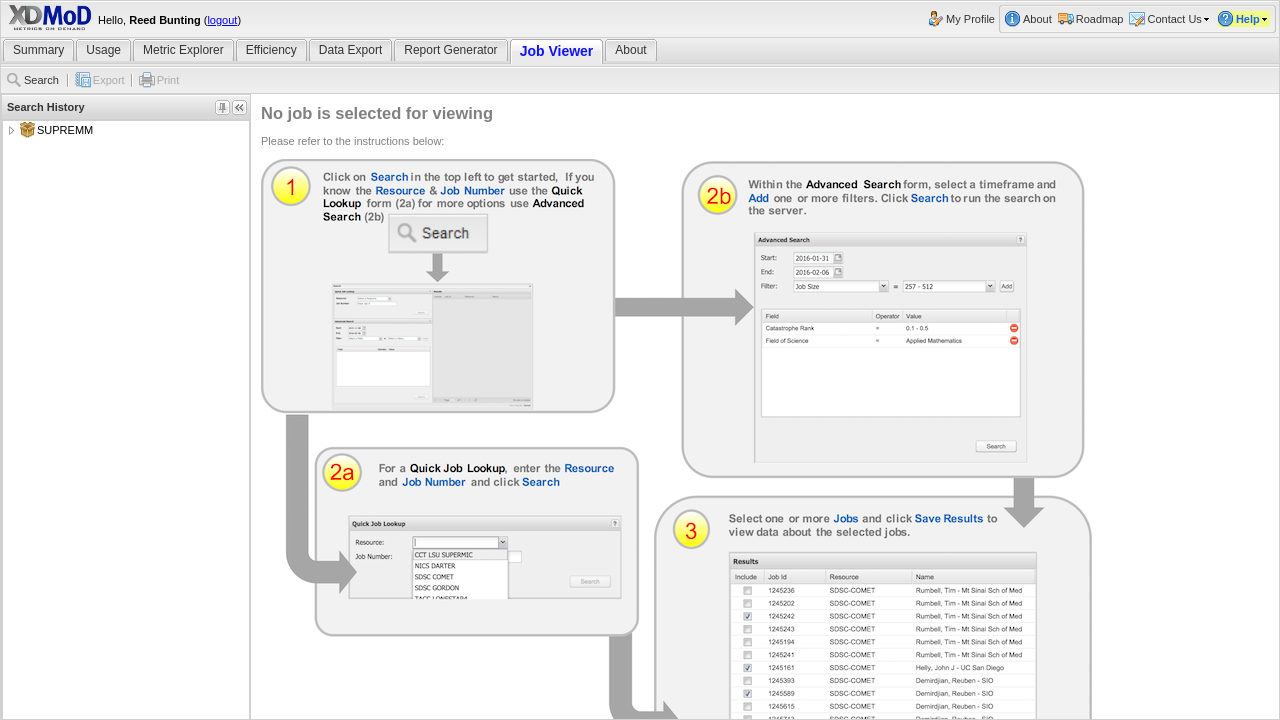 XDMoD
METRICS ON DEMAND
Hello, Reed Bunting (logout)
My Profile
About
Roadmap
Contact Us
Help
Summary
Usage
Metric Explorer
Efficiency
Data Export
Report Generator
Job Viewer
About
Search
Export
Print
Search History
SUPREMM
No job is selected for viewing
Please refer to the instructions below:
1
Click on Search in the top left to get started, If you
know the Resource & Job Number use the Quick
Lookup form (2a) for more options use Advanced
Search (2b)
Search
2b
Within the Advanced Search form, select a timeframe and
Add one or more filters. Click Search to run the search on
the server.
Advanced Search
Start: 2016-01-31
End: 2016-02-06
Filter: Job Size = 257 - 512 Add
Field Operator Value
Catastrophe Rank = 0.1 - 0.5
Field of Science = Applied Mathematics
Search
2a
For a Quick Job Lookup, enter the Resource
and Job Number and click Search
Quick Job Lookup
Resource:
Job Number:
CCT LSU SUPERMIC
NICS DARTER
SDSC COMET
SDSC GORDON
TACC LONESTAR4
Search
3
Select one or more Jobs and click Save Results to
view data about the selected jobs.
Results
Include Job Id Resource Name
1245236 SDSC-COMET Rumbell, Tim - Mt Sinai Sch of Med
1245202 SDSC-COMET Rumbell, Tim - Mt Sinai Sch of Med
1245242 SDSC-COMET Rumbell, Tim - Mt Sinai Sch of Med
1245243 SDSC-COMET Rumbell, Tim - Mt Sinai Sch of Med
1245194 SDSC-COMET Rumbell, Tim - Mt Sinai Sch of Med
1245241 SDSC-COMET Rumbell, Tim - Mt Sinai Sch of Med
1245161 SDSC-COMET Helly, John J - UC San Diego
1245393 SDSC-COMET Demirdjian, Reuben - SIO
1245589 SDSC-COMET Demirdjian, Reuben - SIO
1245615 SDSC-COMET Demirdjian, Reuben - SIO